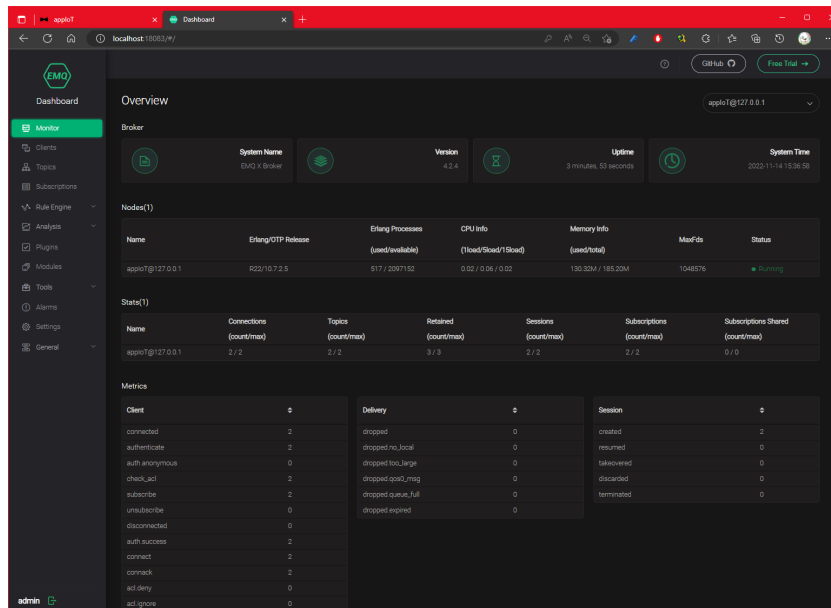 appIoT
Dashboard
localhost:18083/#/
EMQ
Dashboard
GitHub
Free Trial →
Overview
appIoT@127.0.0.1
Monitor
Clients
Topics
Subscriptions
Rule Engine
Analysis
Plugins
Modules
Tools
Alarms
Settings
General
admin
Broker
System Name
EMQ X Broker
Version
4.2.4
Uptime
3 minutes, 53 seconds
System Time
2022-11-14 15:36:58
Nodes(1)
Name Erlang/OTP Release Erlang Processes (used/available) CPU Info (1load/5load/15load) Memory Info (used/total) MaxFds Status
appIoT@127.0.0.1 R22/10.7.2.5 517 / 2097152 0.02 / 0.06 / 0.02 130.32M / 185.20M 1048576 Running
Stats(1)
Name Connections (count/max) Topics (count/max) Retained (count/max) Sessions (count/max) Subscriptions (count/max) Subscriptions Shared (count/max)
appIoT@127.0.0.1 2 / 2 2 / 2 3 / 3 2 / 2 2 / 2 0 / 0
Metrics
Client
connected 2
authenticate 2
auth.anonymous 0
check_acl 2
subscribe 2
unsubscribe 0
disconnected 0
auth.success 2
connect 2
connack 2
acl.deny 0
acl.ignore 0
Delivery
dropped 0
dropped.no_local 0
dropped.too_large 0
dropped.qos0_msg 0
dropped.queue_full 0
dropped.expired 0
Session
created 2
resumed 0
takeovered 0
discarded 0
terminated 0